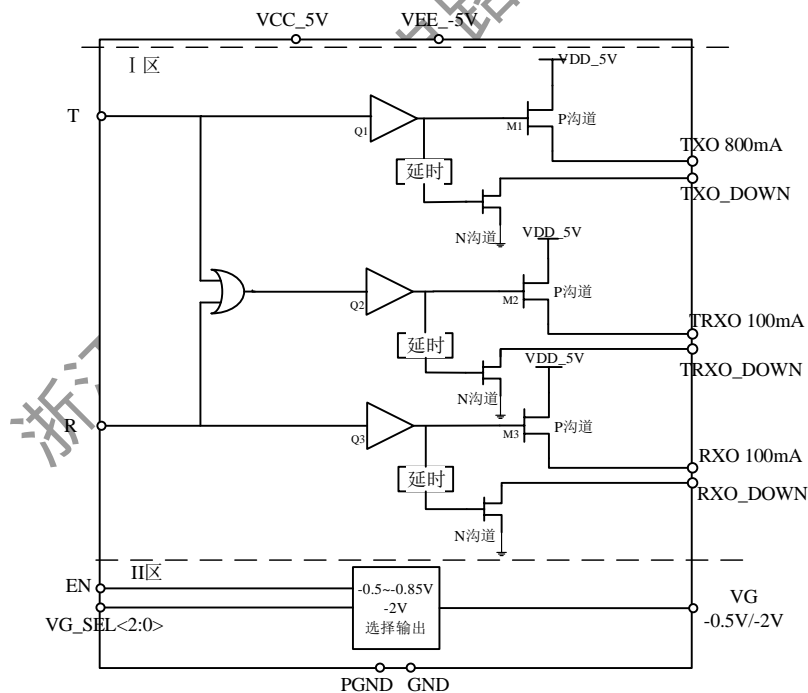 VCC_5V
VEE_-5V
I 区
VDD_5V
T
Q1
M1
P沟道
TXO 800mA
延时
TXO_DOWN
N沟道
VDD_5V
Q2
M2
P沟道
TRXO 100mA
延时
VDD_5V
TRXO_DOWN
N沟道
R
Q3
M3
P沟道
RXO 100mA
延时
RXO_DOWN
N沟道
II区
EN
-0.5~-0.85V
-2V
选择输出
VG
-0.5V/-2V
VG_SEL<2:0>
PGND
GND
浙江